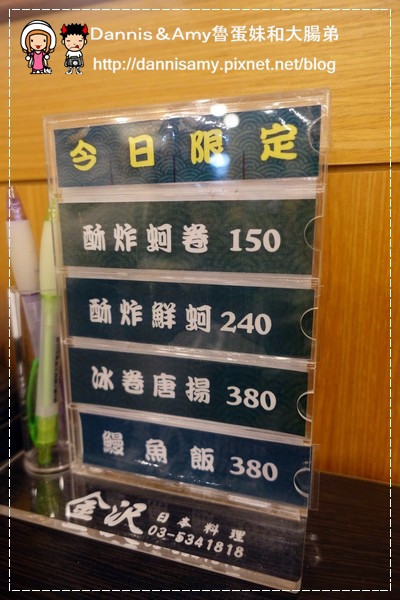 Dannis＆Amy魯蛋妹和大腸弟
http://dannisamy.pixnet.net/blog
今日限定
酥炸蚵卷 150
酥炸鮮蚵 240
冰卷唐揚 380
鰻魚飯 380
金沢 日本料理
03-5341818